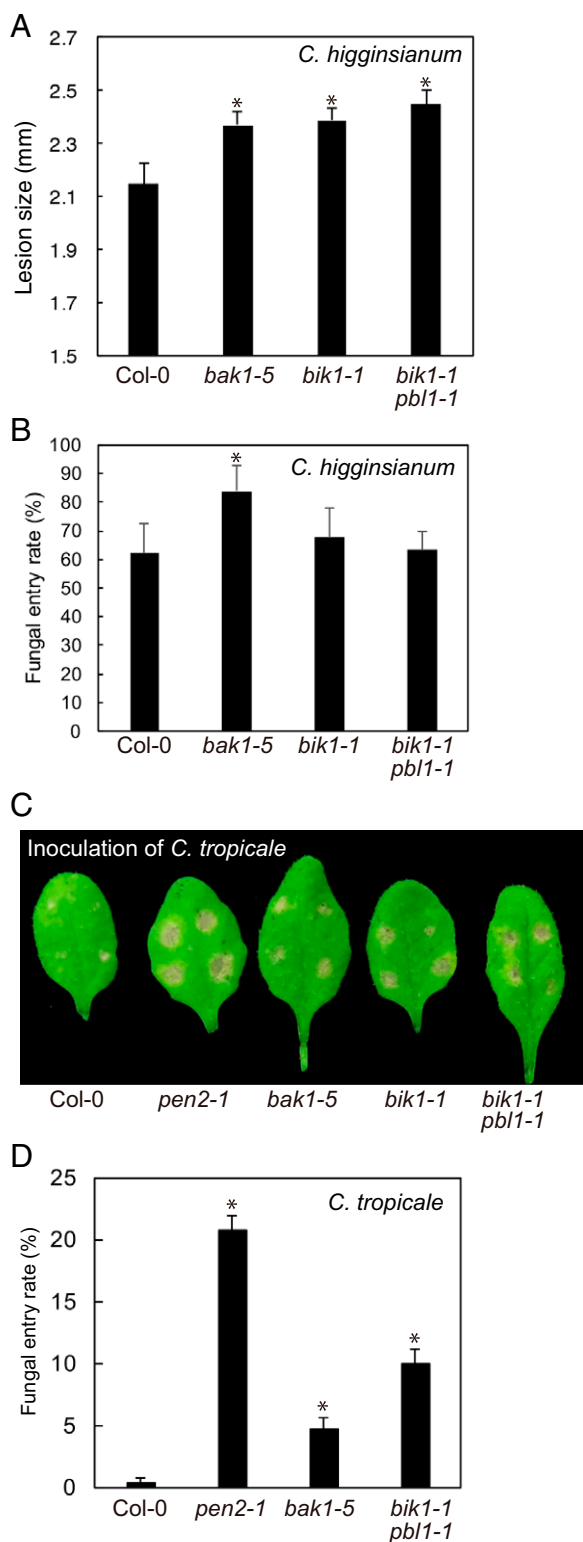 A
Lesion size (mm)
2.7
2.5
2.3
2.1
1.9
1.7
1.5
C. higginsianum
*
*
*
Col-0 bak1-5 bik1-1 bik1-1
pbl1-1
B
Fungal entry rate (%)
100
90
80
70
60
50
40
30
20
10
0
C. higginsianum
*
Col-0 bak1-5 bik1-1 bik1-1
pbl1-1
C
Inoculation of C. tropicale
Col-0 pen2-1 bak1-5 bik1-1 bik1-1
pbl1-1
D
Fungal entry rate (%)
25
20
15
10
5
0
C. tropicale
*
*
*
Col-0 pen2-1 bak1-5 bik1-1
pbl1-1